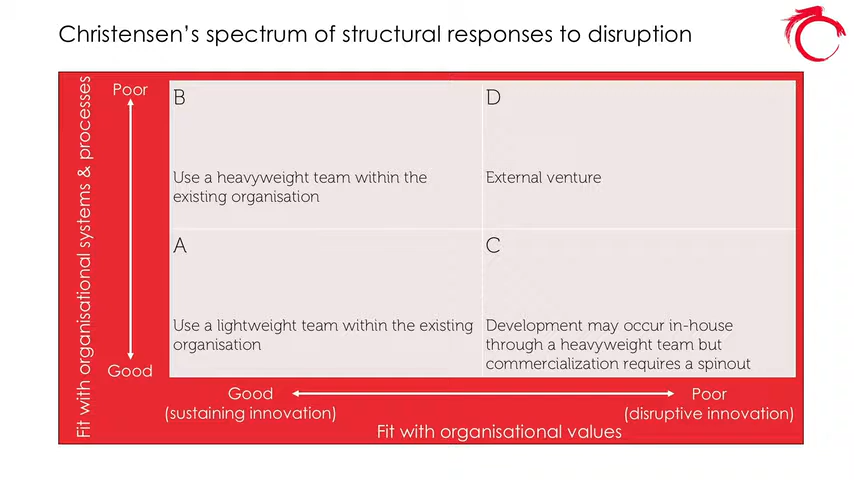 Christensen's spectrum of structural responses to disruption
Fit with organisational systems & processes
Poor
Good
B
Use a heavyweight team within the
existing organisation
D
External venture
A
Use a lightweight team within the existing
organisation
C
Development may occur in-house
through a heavyweight team but
commercialization requires a spinout
Good
(sustaining innovation)
Poor
(disruptive innovation)
Fit with organisational values